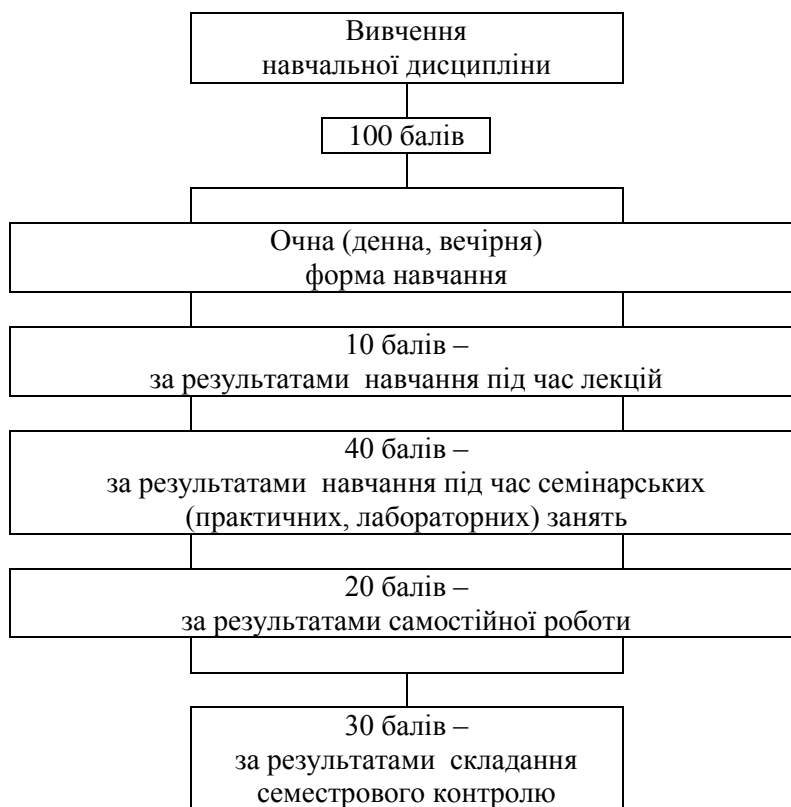 Вивчення
навчальної дисципліни
100 балів
Очна (денна, вечірня)
форма навчання
10 балів –
за результатами навчання під час лекцій
40 балів –
за результатами навчання під час семінарських
(практичних, лабораторних) занять
20 балів –
за результатами самостійної роботи
30 балів –
за результатами складання
семестрового контролю